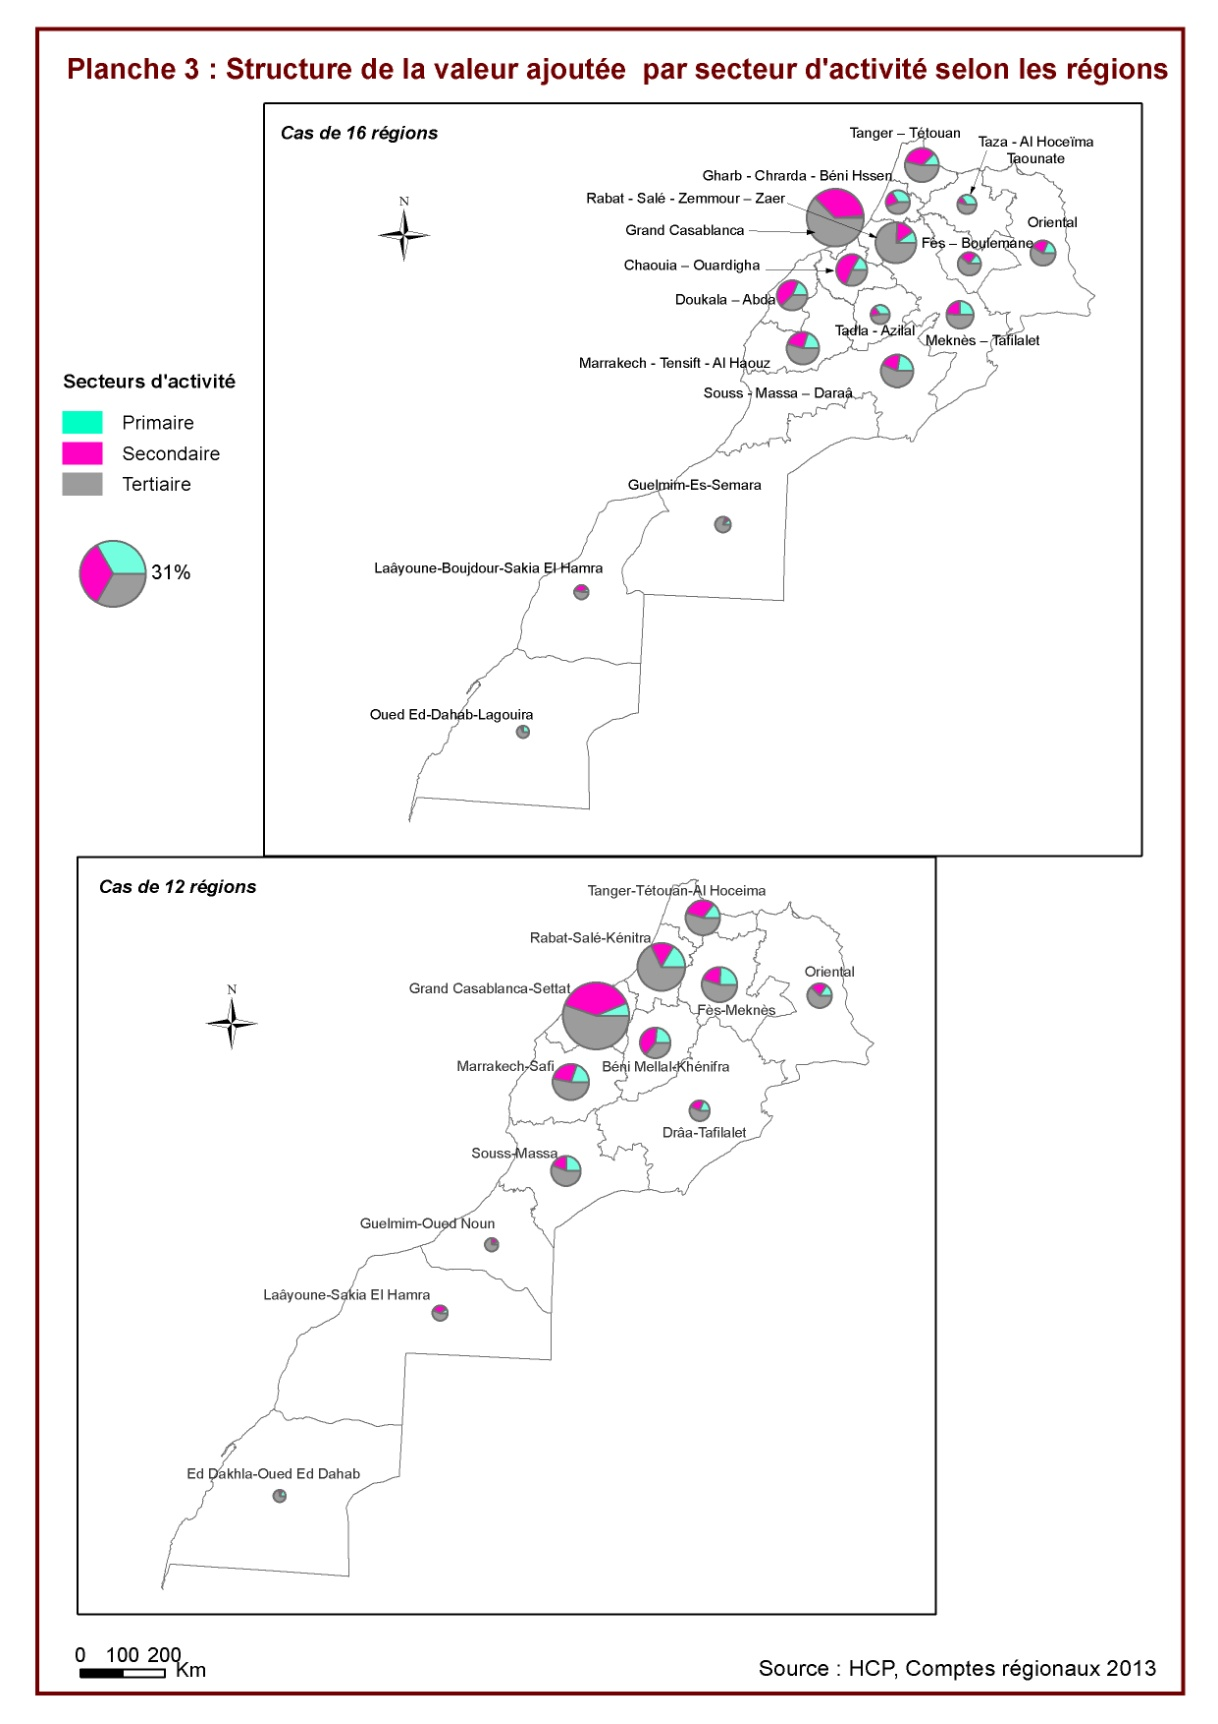 Planche 3 : Structure de la valeur ajoutée  par secteur d'activité selon les régions
Cas de 16 régions
Tanger – Tétouan
Taza - Al Hoceïma
Taounate
Gharb - Chrarda - Béni Hssen
Rabat - Salé - Zemmour – Zaer
Oriental
Grand Casablanca
Fès – Boulemane
Chaouia – Ouardigha
Doukala – Abda
Tadla - Azilal
Meknès – Tafilalet
Marrakech - Tensift - Al Haouz
Souss - Massa – Daraâ
N
Secteurs d'activité
Primaire
Secondaire
Tertiaire
31%
Guelmim-Es-Semara
Laâyoune-Boujdour-Sakia El Hamra
Oued Ed-Dahab-Lagouira
Cas de 12 régions
Tanger-Tétouan-Al Hoceima
Rabat-Salé-Kénitra
Oriental
Grand Casablanca-Settat
N
Fès-Meknès
Marrakech-Safi
Béni Mellal-Khénifra
Drâa-Tafilalet
Souss-Massa
Guelmim-Oued Noun
Laâyoune-Sakia El Hamra
Ed Dakhla-Oued Ed Dahab
0 100 200
Km
Source : HCP, Comptes régionaux 2013